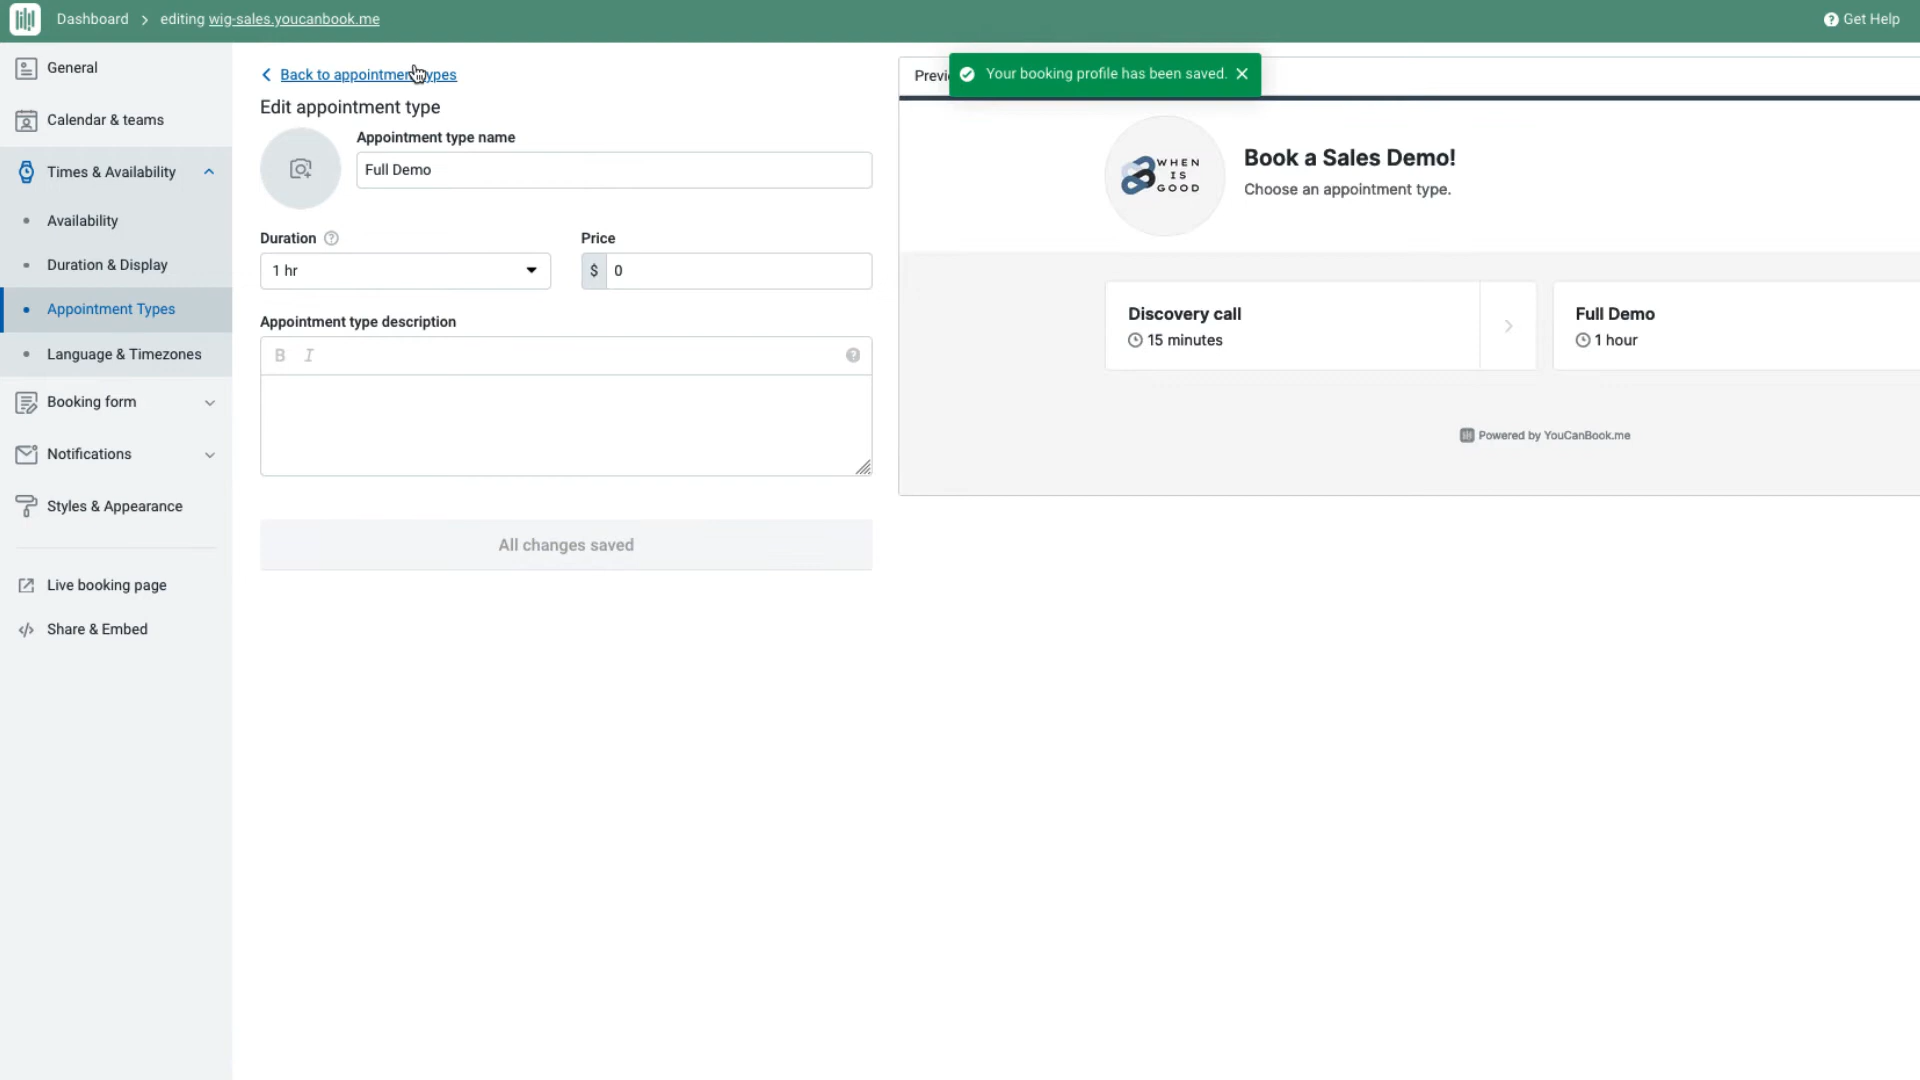 Dashboard > editing wig-sales.youcanbook.me
Get Help
General
Calendar & teams
Times & Availability
Availability
Duration & Display
Appointment Types
Language & Timezones
Booking form
Notifications
Styles & Appearance
Live booking page
Share & Embed
Back to appointment types
Edit appointment type
Appointment type name
Full Demo
Duration
Price
1 hr
$ 0
Appointment type description
B I
All changes saved
Your booking profile has been saved.
WHEN
IS
GOOD
Book a Sales Demo!
Choose an appointment type.
Discovery call
15 minutes
Full Demo
1 hour
Powered by YouCanBook.me